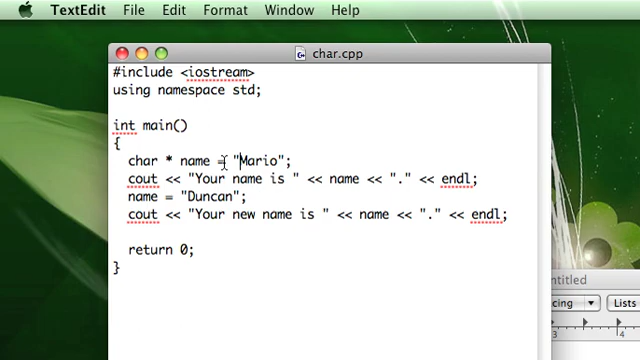 TextEdit File Edit Format Window Help
char.cpp
#include <iostream>
using namespace std;
int main()
{
char * name = "Mario";
cout << "Your name is " << name << "." << endl;
name = "Duncan";
cout << "Your new name is " << name << "." << endl;
return 0;
}
ntitled
cing Lists
3 4